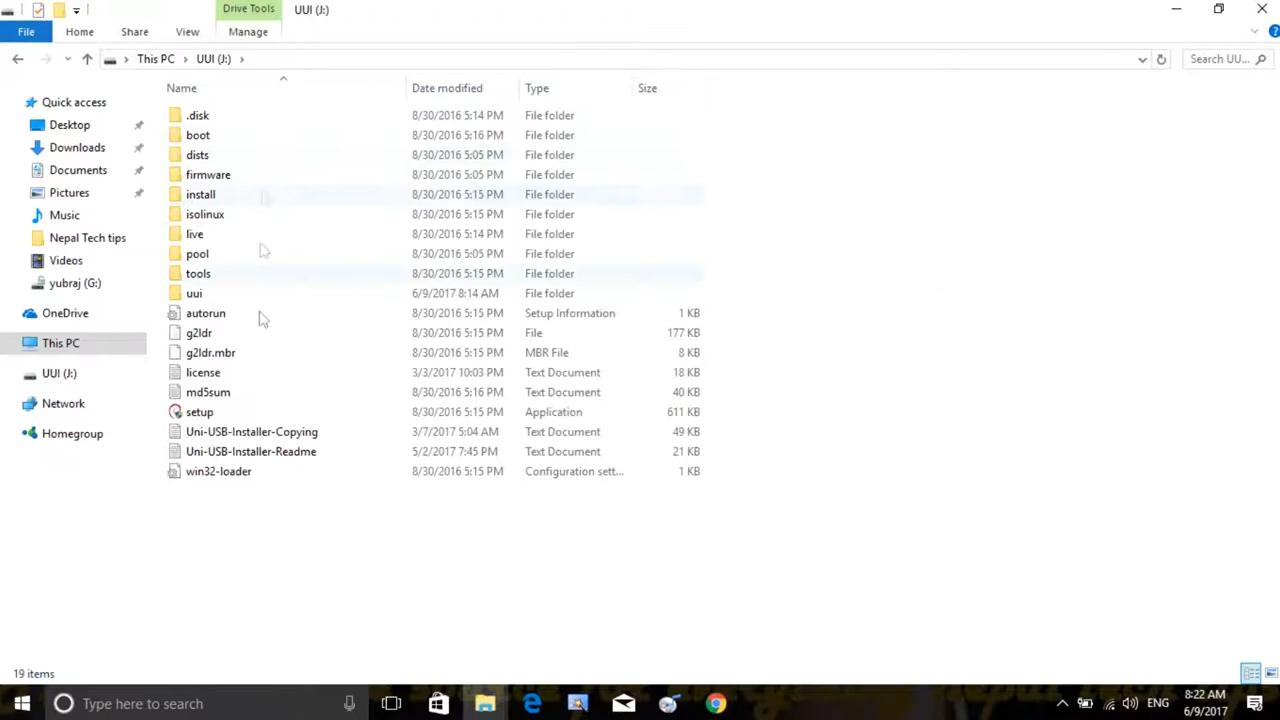 Drive Tools UUI (J:)
File Home Share View Manage
This PC UUI (J:) Search UU...
Name Date modified Type Size
Quick access
Desktop
Downloads
Documents
Pictures
Music
Nepal Tech tips
Videos
yubraj (G:)
OneDrive
This PC
UUI (J:)
Network
Homegroup
.disk 8/30/2016 5:14 PM File folder
boot 8/30/2016 5:16 PM File folder
dists 8/30/2016 5:05 PM File folder
firmware 8/30/2016 5:05 PM File folder
install 8/30/2016 5:15 PM File folder
isolinux 8/30/2016 5:15 PM File folder
live 8/30/2016 5:14 PM File folder
pool 8/30/2016 5:05 PM File folder
tools 8/30/2016 5:15 PM File folder
uui 6/9/2017 8:14 AM File folder
autorun 8/30/2016 5:15 PM Setup Information 1 KB
g2ldr 8/30/2016 5:15 PM File 177 KB
g2ldr.mbr 8/30/2016 5:15 PM MBR File 8 KB
license 3/3/2017 10:03 PM Text Document 18 KB
md5sum 8/30/2016 5:16 PM Text Document 40 KB
setup 8/30/2016 5:15 PM Application 611 KB
Uni-USB-Installer-Copying 3/7/2017 5:04 AM Text Document 49 KB
Uni-USB-Installer-Readme 5/2/2017 7:45 PM Text Document 21 KB
win32-loader 8/30/2016 5:15 PM Configuration sett... 1 KB
19 items
Type here to search ENG 8:22 AM
6/9/2017